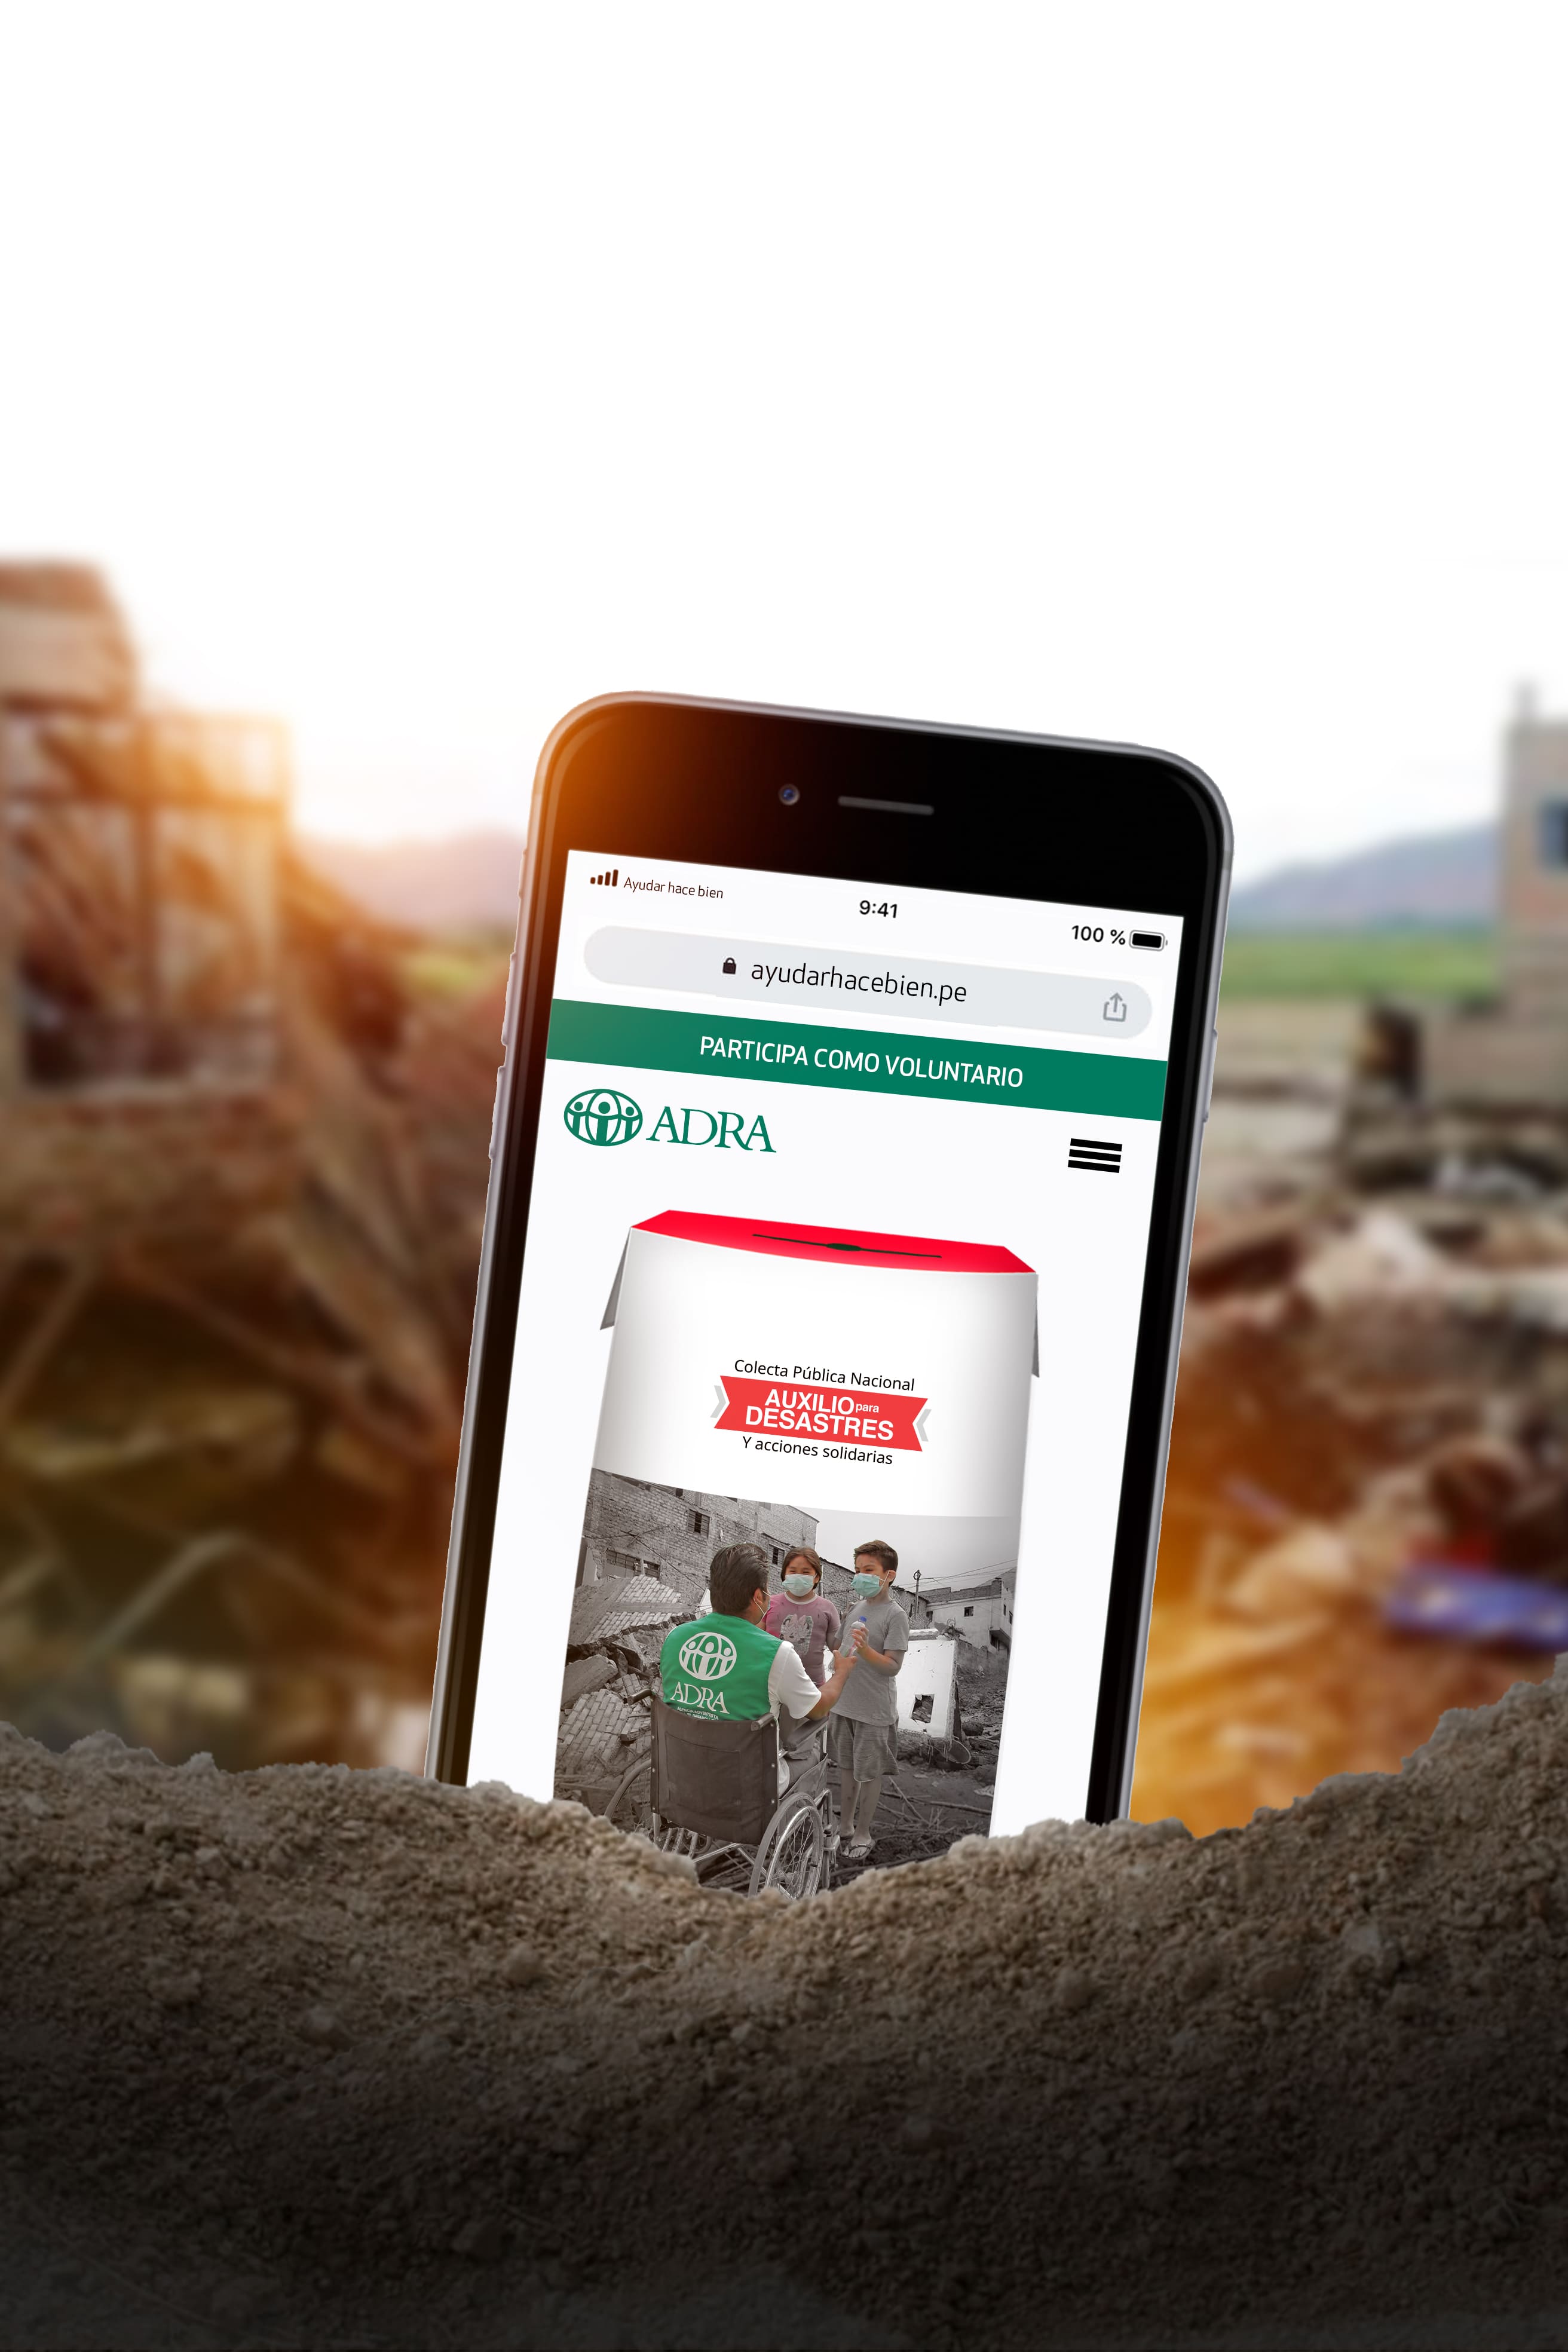 Ayudar hace bien
9:41
100 %
ayudarhacebien.pe
PARTICIPA COMO VOLUNTARIO
ADRA
Colecta Pública Nacional
AUXILIO para
DESASTRES
Y acciones solidarias
ADRA